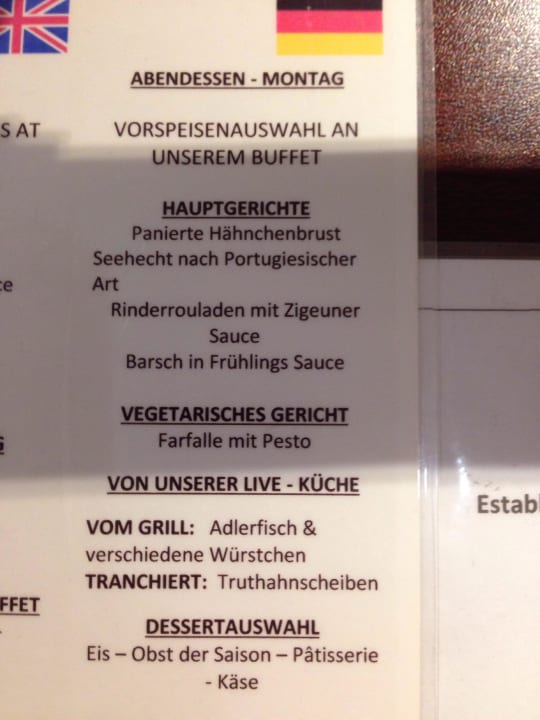 ABENDESSEN - MONTAG
S AT
VORSPEISENAUSWAHL AN
UNSEREM BUFFET
HAUPTGERICHTE
Panierte Hähnchenbrust
Seehecht nach Portugiesischer
ce
Art
Rinderrouladen mit Zigeuner
Sauce
Barsch in Frühlings Sauce
VEGETARISCHES GERICHT
G
Farfalle mit Pesto
VON UNSERER LIVE - KÜCHE
Establ
VOM GRILL: Adlerfisch &
verschiedene Würstchen
TRANCHIERT: Truthahnscheiben
FFET
DESSERTAUSWAHL
Eis – Obst der Saison – Pâtisserie
- Käse